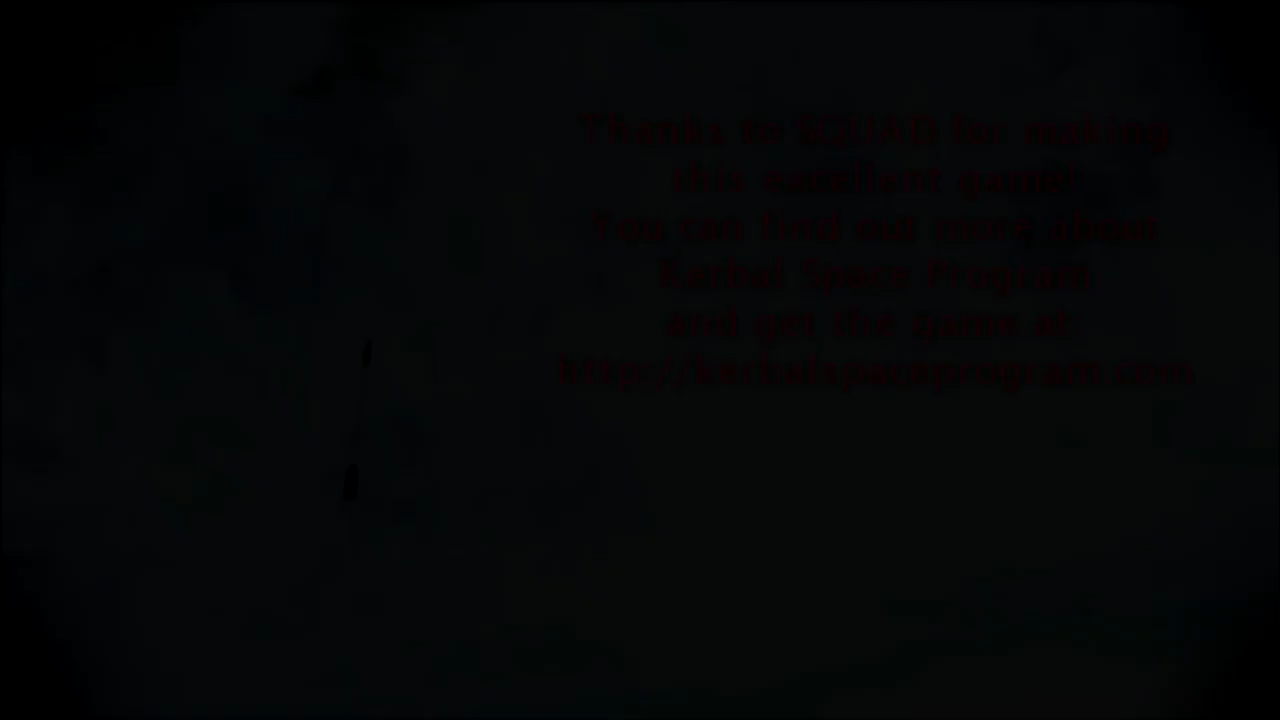 Thanks to SQUAD for making
this excellent game!
You can find out more about
Kerbal Space Program
and get the game at
http://kerbalspaceprogram.com